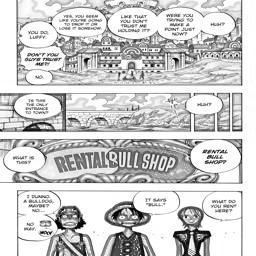 HUH?
WERE YOU
TRYING TO
MAKE A
POINT JUST
NOW?
LIKE THAT
YOU DON'T
TRUST ME
HOLDING IT?
YES, YOU SEEM
LIKE YOU'RE GOING
TO DROP IT OR
LOSE IT SOMEHOW.
YOU DO,
LUFFY.
DON'T YOU
GUYS TRUST
ME?!
NO.
HUH?
IS THIS
THE ONLY
ENTRANCE
TO TOWN?
RENTAL
BULL
SHOP?
RENTAL BULL SHOP
WHAT IS
THIS?
WHAT DO
YOU RENT
HERE?
IT SAYS
"BULL."
I DUNNO.
A BULLDOG,
MAYBE?
NO...
NO
WAY.